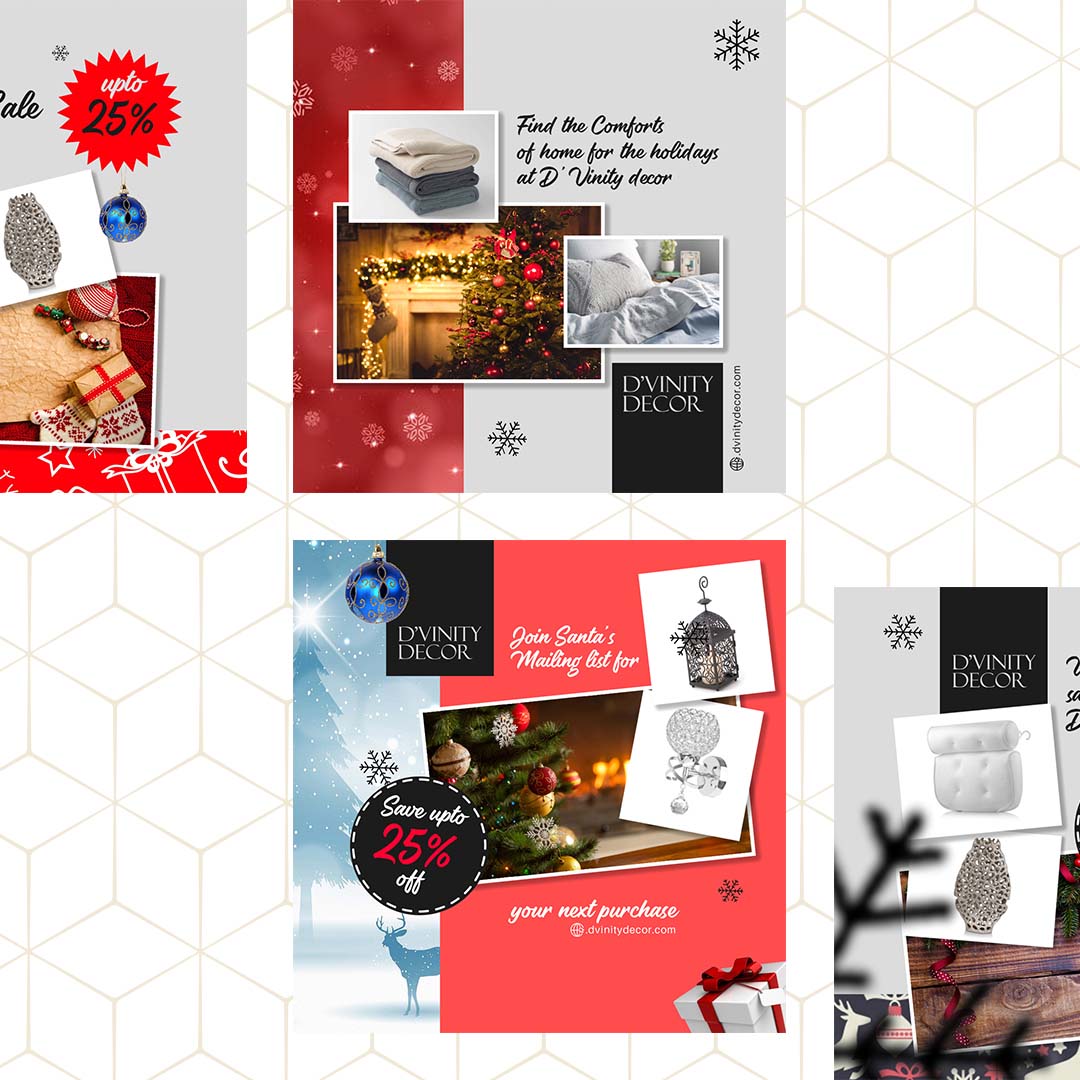 upto
25%
Sale
Find the Comforts
of home for the holidays
at D' Vinity decor
D'VINITY
DECOR
.dvinitydecor.com
D'VINITY
DECOR
Join Santa's
Mailing list for
Save upto
25%
off
your next purchase
.dvinitydecor.com
D'VINITY
DECOR